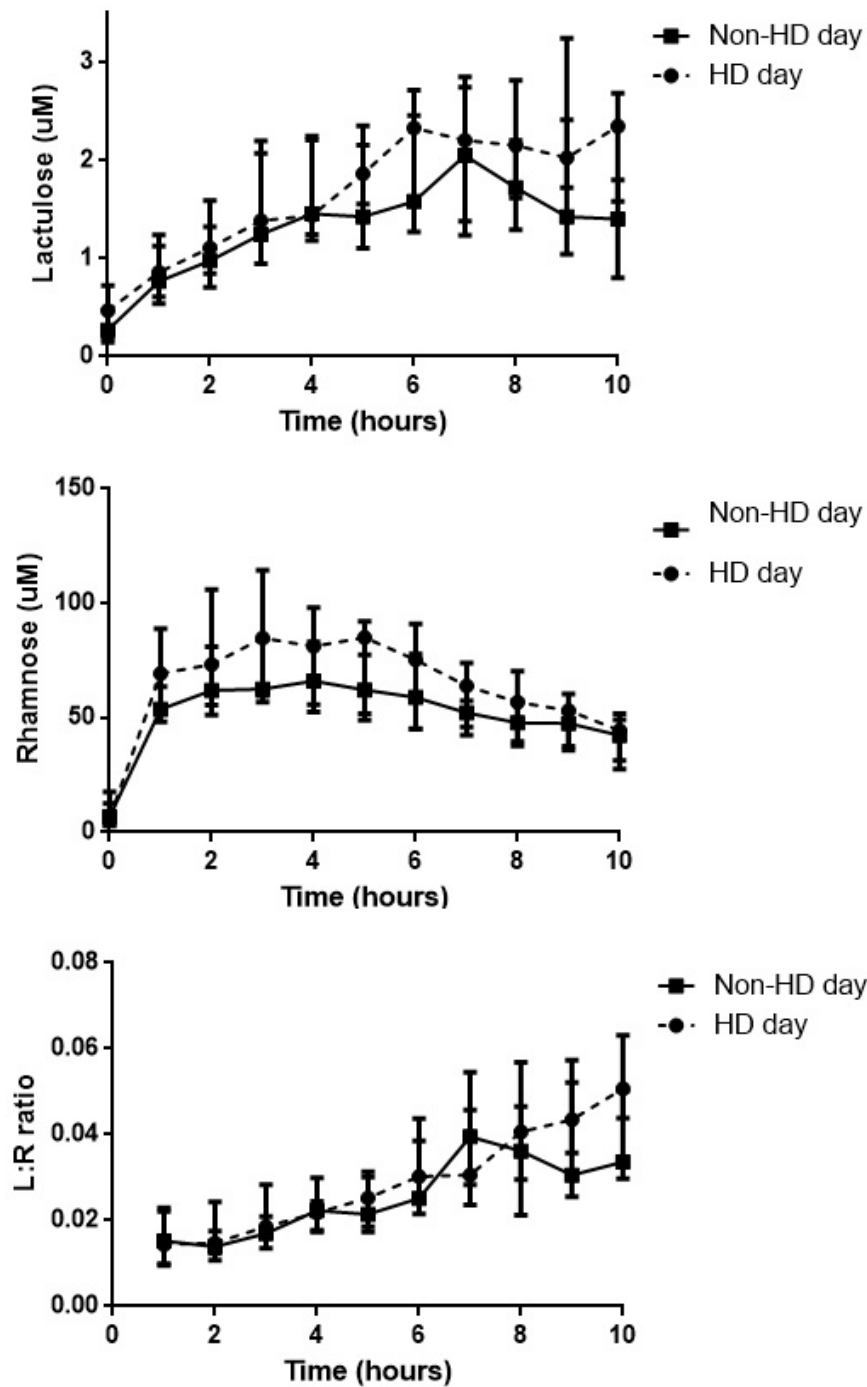 Lactulose (uM)
3
2
1
0
0 2 4 6 8 10
Time (hours)
Non-HD day
HD day
Rhamnose (uM)
150
100
50
0
0 2 4 6 8 10
Time (hours)
Non-HD day
HD day
L:R ratio
0.08
0.06
0.04
0.02
0.00
0 2 4 6 8 10
Time (hours)
Non-HD day
HD day